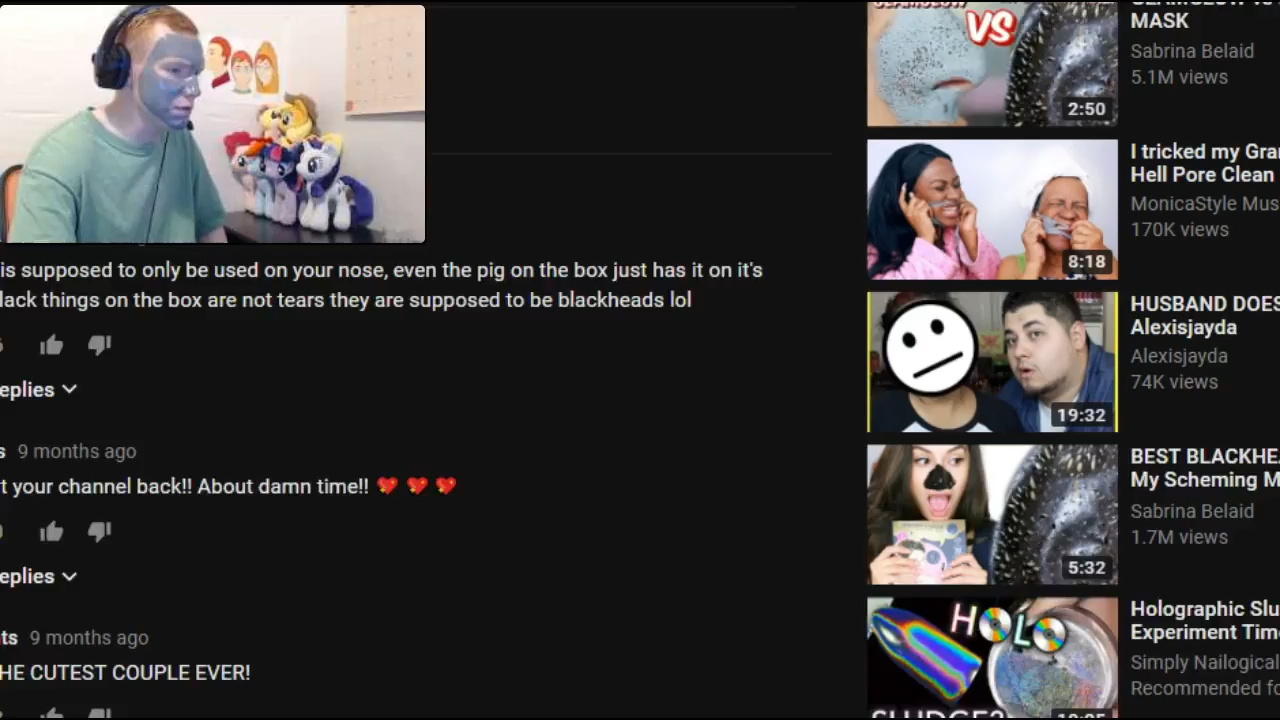 is supposed to only be used on your nose, even the pig on the box just has it on it's
lack things on the box are not tears they are supposed to be blackheads lol
eplies
s 9 months ago
t your channel back!! About damn time!!
eplies
ts 9 months ago
HE CUTEST COUPLE EVER!
VS
2:50
MASK
Sabrina Belaid
5.1M views
8:18
I tricked my Gra
Hell Pore Clean
MonicaStyle Mus
170K views
19:32
HUSBAND DOES
Alexisjayda
Alexisjayda
74K views
5:32
BEST BLACKHEA
My Scheming M
Sabrina Belaid
1.7M views
HOLO
Holographic Slu
Experiment Time
Simply Nailogical
Recommended fo